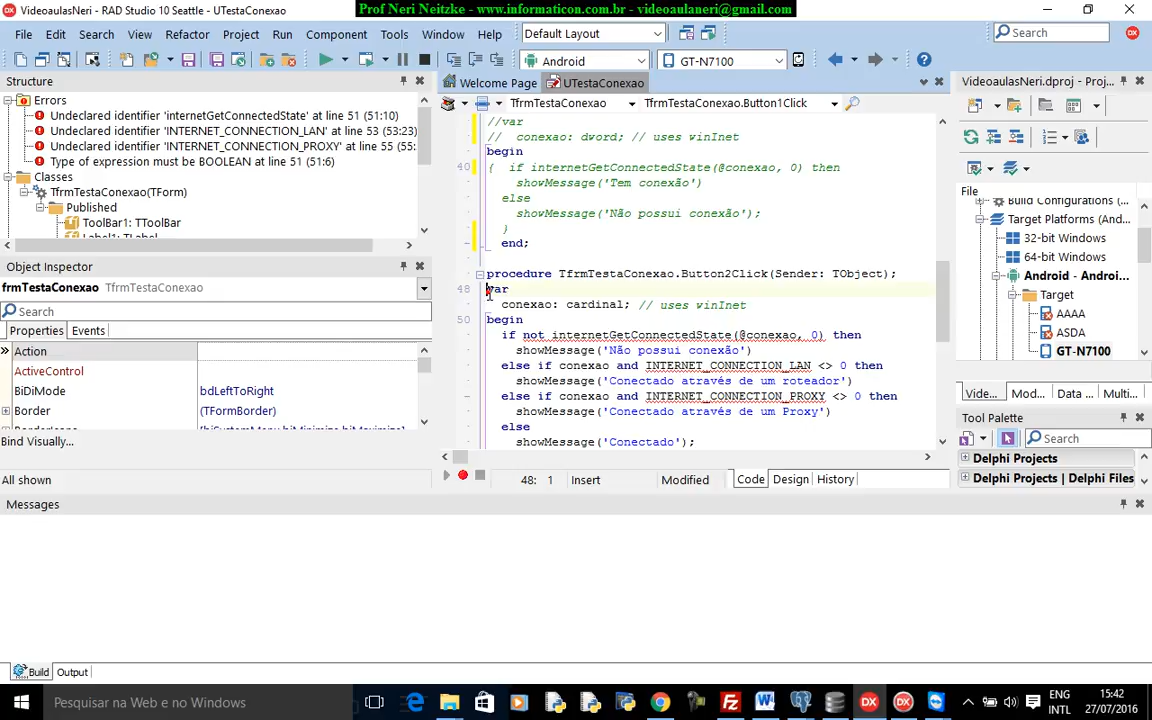 Prof Neri Neitzke - www.informaticon.com.br - videoaulaneri@gmail.com
VideoaulasNeri - RAD Studio 10 Seattle - UTestaConexao
File Edit Search View Refactor Project Run Component Tools Window Help
Default Layout
Search
Android
GT-N7100
Structure
Errors
Undeclared identifier 'internetGetConnectedState' at line 51 (51:10)
Undeclared identifier 'INTERNET_CONNECTION_LAN' at line 53 (53:23)
Undeclared identifier 'INTERNET_CONNECTION_PROXY' at line 55 (55:
Type of expression must be BOOLEAN at line 51 (51:6)
Classes
TfrmTestaConexao(TForm)
Published
ToolBar1: TToolBar
Label1: TLabel
Object Inspector
frmTestaConexao TfrmTestaConexao
Search
Properties Events
Action
ActiveControl
BiDiMode bdLeftToRight
Border (TFormBorder)
Bind Visually...
All shown
Welcome Page UTestaConexao
TfrmTestaConexao TfrmTestaConexao.Button1Click
//var
// conexao: dword; // uses winInet
begin
40 { if internetGetConnectedState(@conexao, 0) then
showMessage('Tem conexão')
else
showMessage('Não possui conexão');
}
end;
procedure TfrmTestaConexao.Button2Click(Sender: TObject);
48 var
conexao: cardinal; // uses winInet
50 begin
if not internetGetConnectedState(@conexao, 0) then
showMessage('Não possui conexão')
else if conexao and INTERNET_CONNECTION_LAN <> 0 then
showMessage('Conectado através de um roteador')
else if conexao and INTERNET_CONNECTION_PROXY <> 0 then
showMessage('Conectado através de um Proxy')
else
showMessage('Conectado');
48: 1 Insert Modified Code Design History
VideoaulasNeri.dproj - Proj...
File
Build Configurations (...
Target Platforms (And...
32-bit Windows
64-bit Windows
Android - Androi...
Target
AAAA
ASDA
GT-N7100
Vide... Mod... Data ... Multi...
Tool Palette
Search
Delphi Projects
Delphi Projects | Delphi Files
Messages
Build Output
Pesquisar na Web e no Windows
ENG
INTL
15:42
27/07/2016